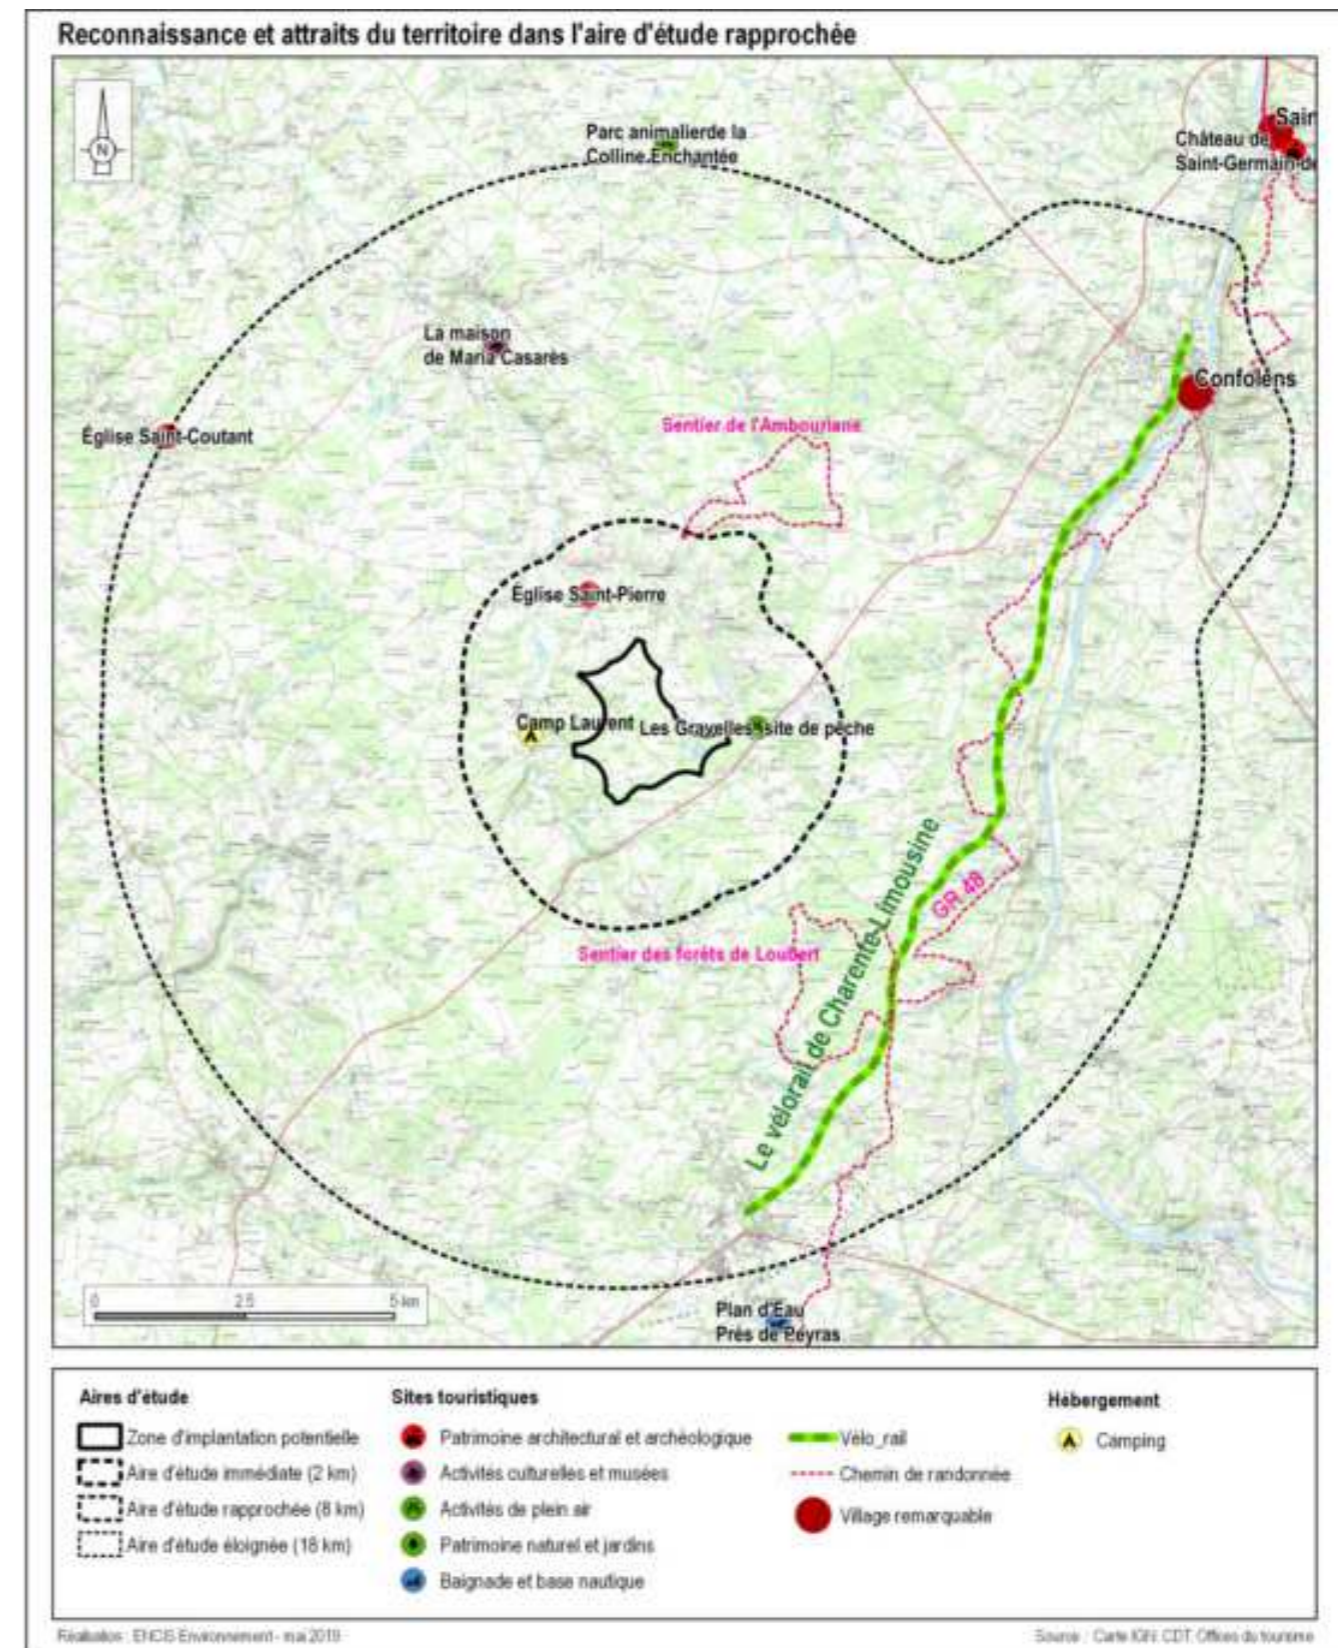 Reconnaissance et attraits du territoire dans l'aire d'étude rapprochée
N
Parc animalierde la
Colline Enchantée
Sain
Château de
Saint-Germain-de
La maison
de Maria Casarès
Confolens
Église Saint-Coutant
Sentier de l'Ambouriane
Église Saint-Pierre
Camp Laurent
Les Gravelles site de pêche
Le vélorail de Charente-Limousine
GR 48
Sentier des forêts de Loubert
0 2.5 5 km
Plan d'Eau
Près de Peyras
Aires d'étude
Zone d'implantation potentielle
Aire d'étude immédiate (2 km)
Aire d'étude rapprochée (8 km)
Aire d'étude éloignée (18 km)
Sites touristiques
Patrimoine architectural et archéologique
Activités culturelles et musées
Activités de plein air
Patrimoine naturel et jardins
Baignade et base nautique
Vélo_rail
Chemin de randonnée
Village remarquable
Hébergement
Camping
Réalisation : ENCIS Environnement - mai 2019
Source : Carte IGN, CDT, Offices du tourisme